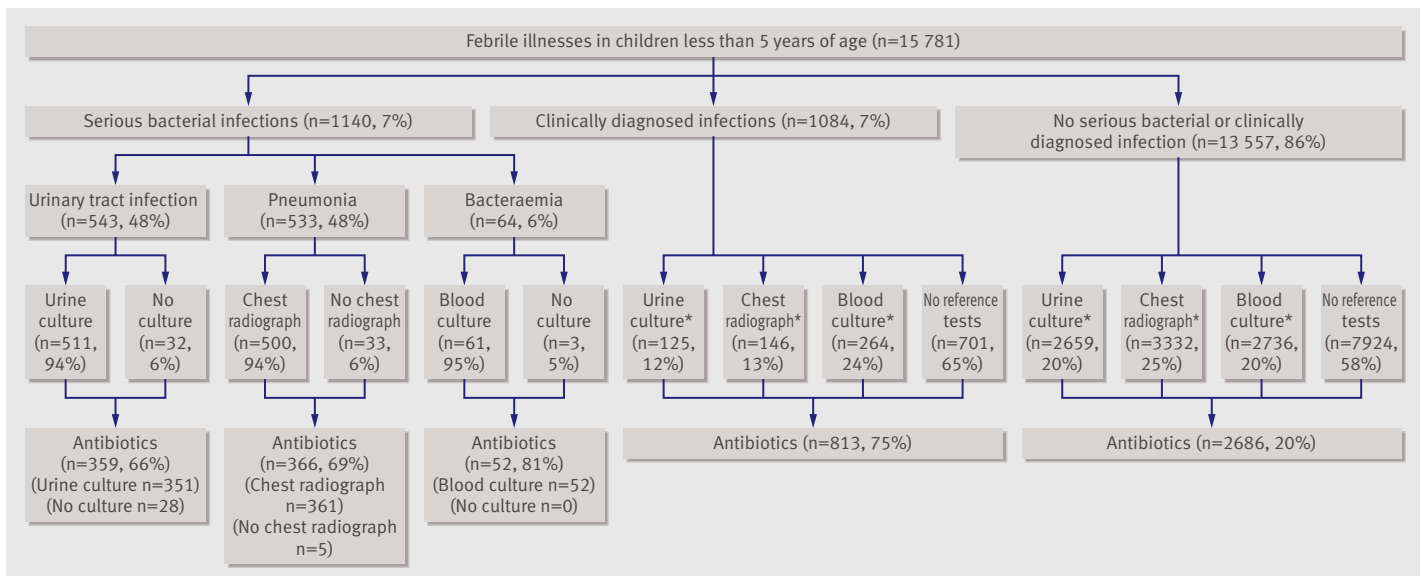 Febrile illnesses in children less than 5 years of age (n=15 781)
Serious bacterial infections (n=1140, 7%)
Clinically diagnosed infections (n=1084, 7%)
No serious bacterial or clinically
diagnosed infection (n=13 557, 86%)
Urinary tract infection
(n=543, 48%)
Pneumonia
(n=533, 48%)
Bacteraemia
(n=64, 6%)
Urine
culture
(n=511,
94%)
No
culture
(n=32,
6%)
Chest
radiograph
(n=500,
94%)
No chest
radiograph
(n=33,
6%)
Blood
culture
(n=61,
95%)
No
culture
(n=3,
5%)
Urine
culture*
(n=125,
12%)
Chest
radiograph*
(n=146,
13%)
Blood
culture*
(n=264,
24%)
No reference
tests
(n=701,
65%)
Urine
culture*
(n=2659,
20%)
Chest
radiograph*
(n=3332,
25%)
Blood
culture*
(n=2736,
20%)
No reference
tests
(n=7924,
58%)
Antibiotics
(n=359, 66%)
(Urine culture n=351)
(No culture n=28)
Antibiotics
(n=366, 69%)
(Chest radiograph
n=361)
(No chest radiograph
n=5)
Antibiotics
(n=52, 81%)
(Blood culture n=52)
(No culture n=0)
Antibiotics (n=813, 75%)
Antibiotics (n=2686, 20%)